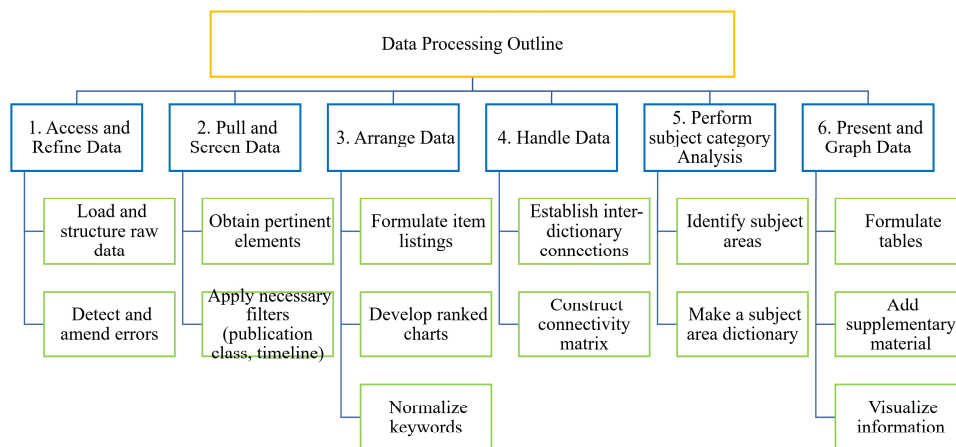 Data Processing Outline
1. Access and
Refine Data
2. Pull and
Screen Data
3. Arrange Data
4. Handle Data
5. Perform
subject category
Analysis
6. Present and
Graph Data
Load and
structure raw
data
Detect and
amend errors
Obtain pertinent
elements
Apply necessary
filters
(publication
class, timeline)
Formulate item
listings
Develop ranked
charts
Normalize
keywords
Establish inter-
dictionary
connections
Construct
connectivity
matrix
Identify subject
areas
Make a subject
area dictionary
Formulate
tables
Add
supplementary
material
Visualize
information